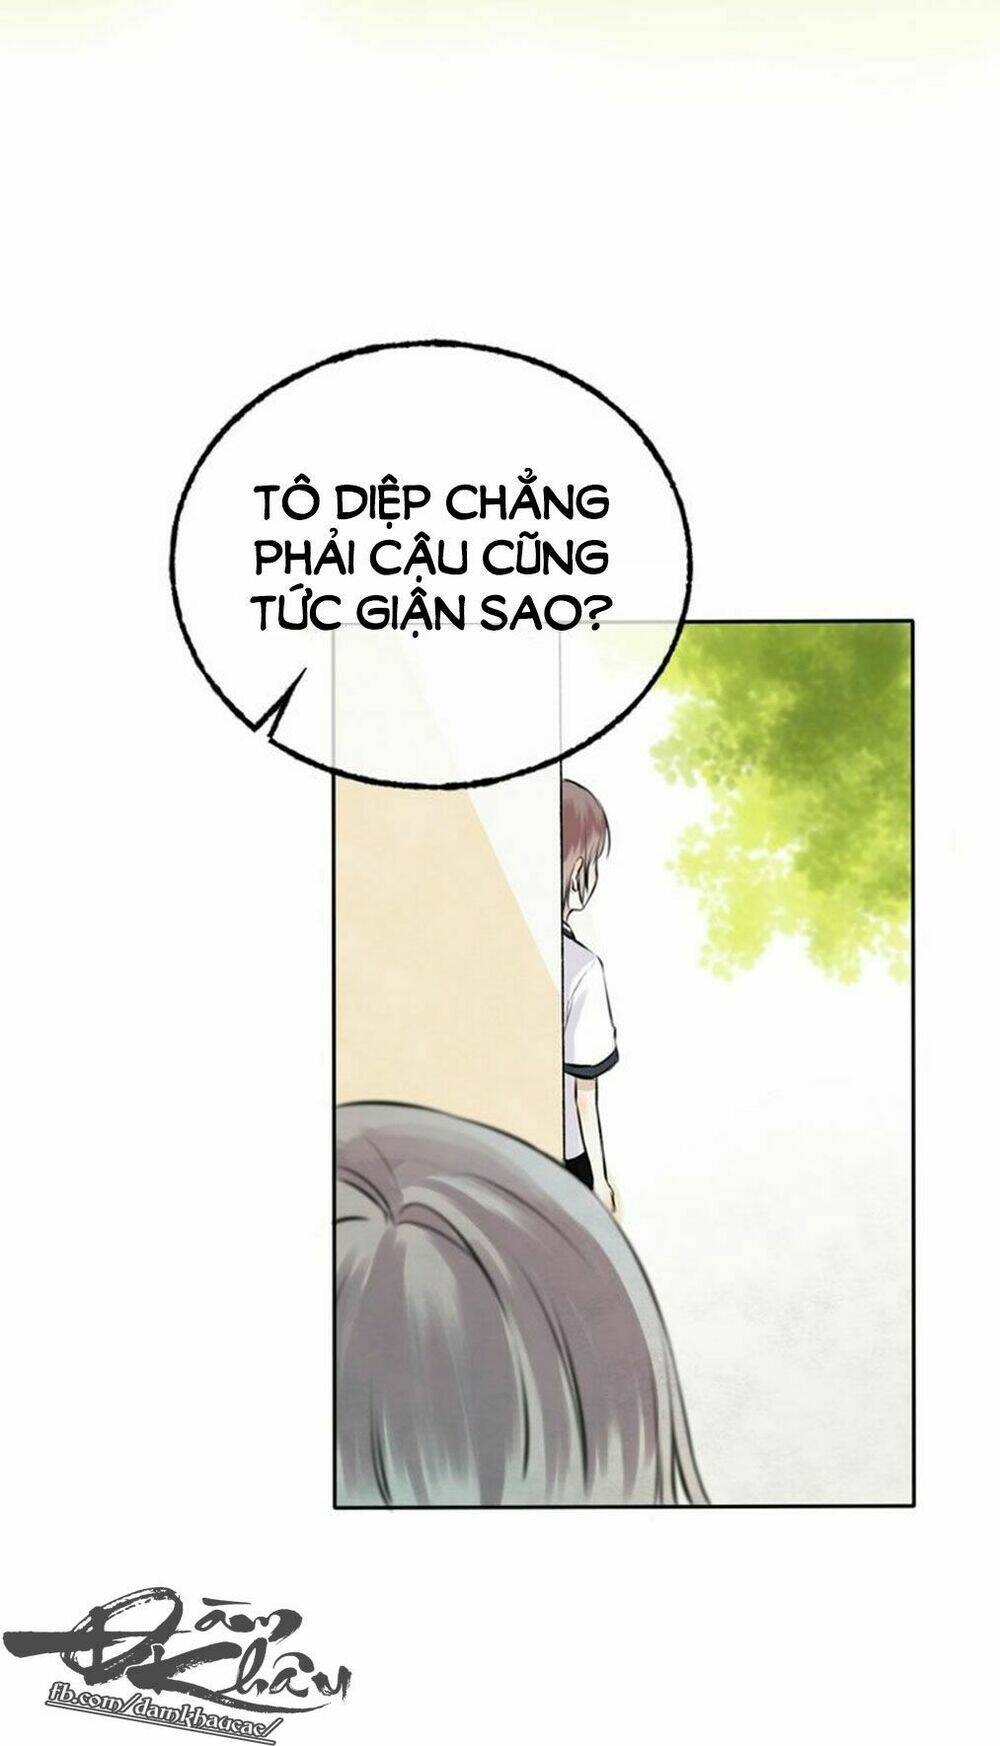 TÔ DIỆP CHẲNG
PHẢI CẬU CŨNG
TỨC GIẬN SAO?
Đàm
Khâu
fb.com/damkhaucac/